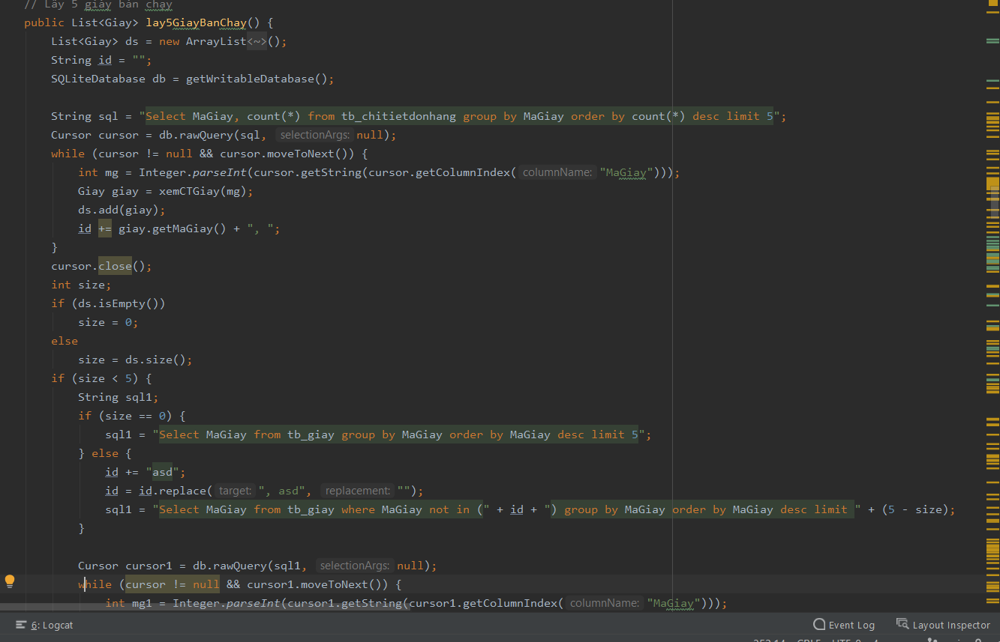 // Lấy 5 giày bán chạy
public List<Giay> lay5GiayBanChay() {
List<Giay> ds = new ArrayList<~>();
String id = "";
SQLiteDatabase db = getWritableDatabase();
String sql = "Select MaGiay, count(*) from tb_chitietdonhang group by MaGiay order by count(*) desc limit 5";
Cursor cursor = db.rawQuery(sql, selectionArgs: null);
while (cursor != null && cursor.moveToNext()) {
int mg = Integer.parseInt(cursor.getString(cursor.getColumnIndex( columnName: "MaGiay")));
Giay giay = xemCTGiay(mg);
ds.add(giay);
id += giay.getMaGiay() + ", ";
}
cursor.close();
int size;
if (ds.isEmpty())
size = 0;
else
size = ds.size();
if (size < 5) {
String sql1;
if (size == 0) {
sql1 = "Select MaGiay from tb_giay group by MaGiay order by MaGiay desc limit 5";
} else {
id += "asd";
id = id.replace( target: ", asd", replacement: "");
sql1 = "Select MaGiay from tb_giay where MaGiay not in (" + id + ") group by MaGiay order by MaGiay desc limit " + (5 - size);
}
Cursor cursor1 = db.rawQuery(sql1, selectionArgs: null);
while (cursor != null && cursor1.moveToNext()) {
int mg1 = Integer.parseInt(cursor1.getString(cursor1.getColumnIndex( columnName: "MaGiay")));
6: Logcat
Event Log
Layout Inspector